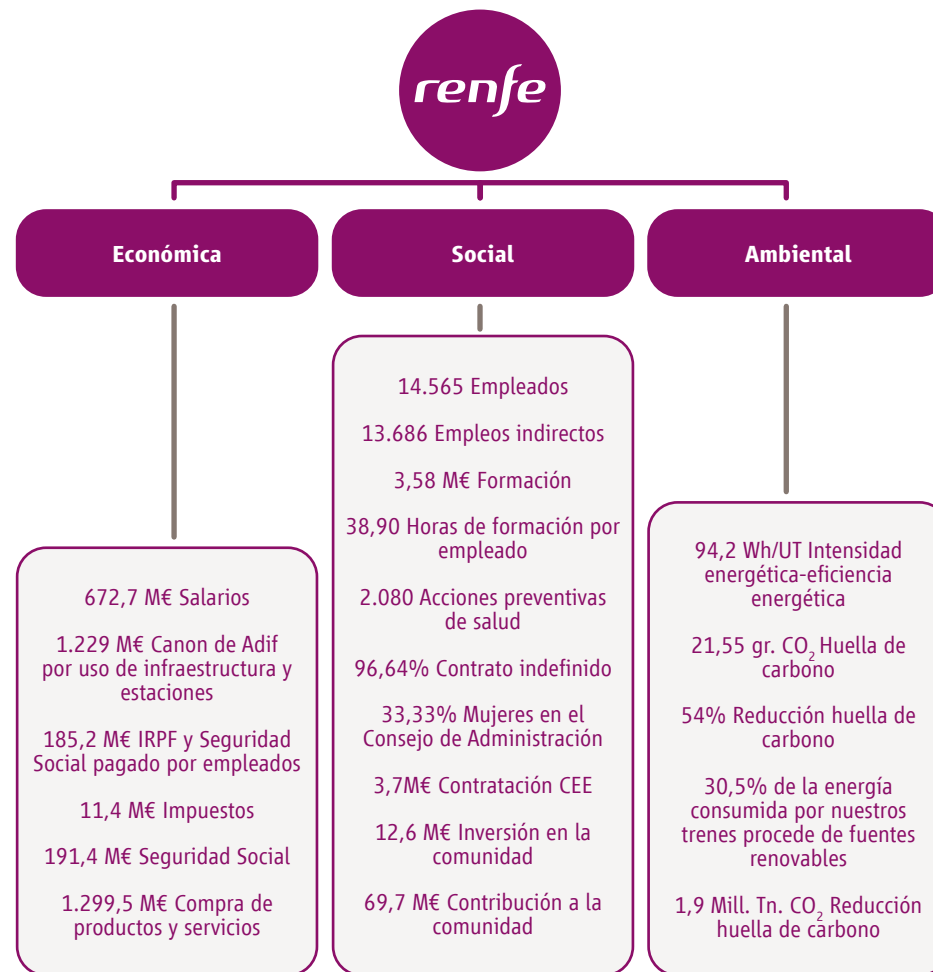 renfe
Económica
Social
Ambiental
672,7 M€ Salarios
1.229 M€ Canon de Adif
por uso de infraestructura y
estaciones
185,2 M€ IRPF y Seguridad
Social pagado por empleados
11,4 M€ Impuestos
191,4 M€ Seguridad Social
1.299,5 M€ Compra de
productos y servicios
14.565 Empleados
13.686 Empleos indirectos
3,58 M€ Formación
38,90 Horas de formación por
empleado
2.080 Acciones preventivas
de salud
96,64% Contrato indefinido
33,33% Mujeres en el
Consejo de Administración
3,7M€ Contratación CEE
12,6 M€ Inversión en la
comunidad
69,7 M€ Contribución a la
comunidad
94,2 Wh/UT Intensidad
energética-eficiencia
energética
21,55 gr. CO₂ Huella de
carbono
54% Reducción huella de
carbono
30,5% de la energía
consumida por nuestros
trenes procede de fuentes
renovables
1,9 Mill. Tn. CO₂ Reducción
huella de carbono